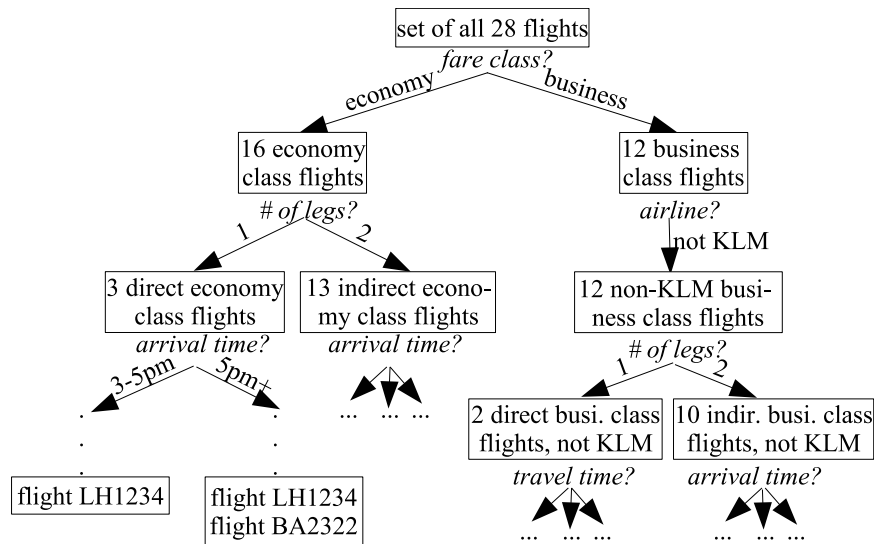 set of all 28 flights
fare class?
economy
business
16 economy
class flights
12 business
class flights
# of legs?
airline?
1
2
not KLM
3 direct economy
class flights
13 indirect econo-
my class flights
12 non-KLM busi-
ness class flights
arrival time?
arrival time?
# of legs?
3-5pm
5pm+
1
2
... ... ...
2 direct busi. class
flights, not KLM
10 indir. busi. class
flights, not KLM
travel time?
arrival time?
flight LH1234
flight LH1234
flight BA2322
... ... ...
... ... ...